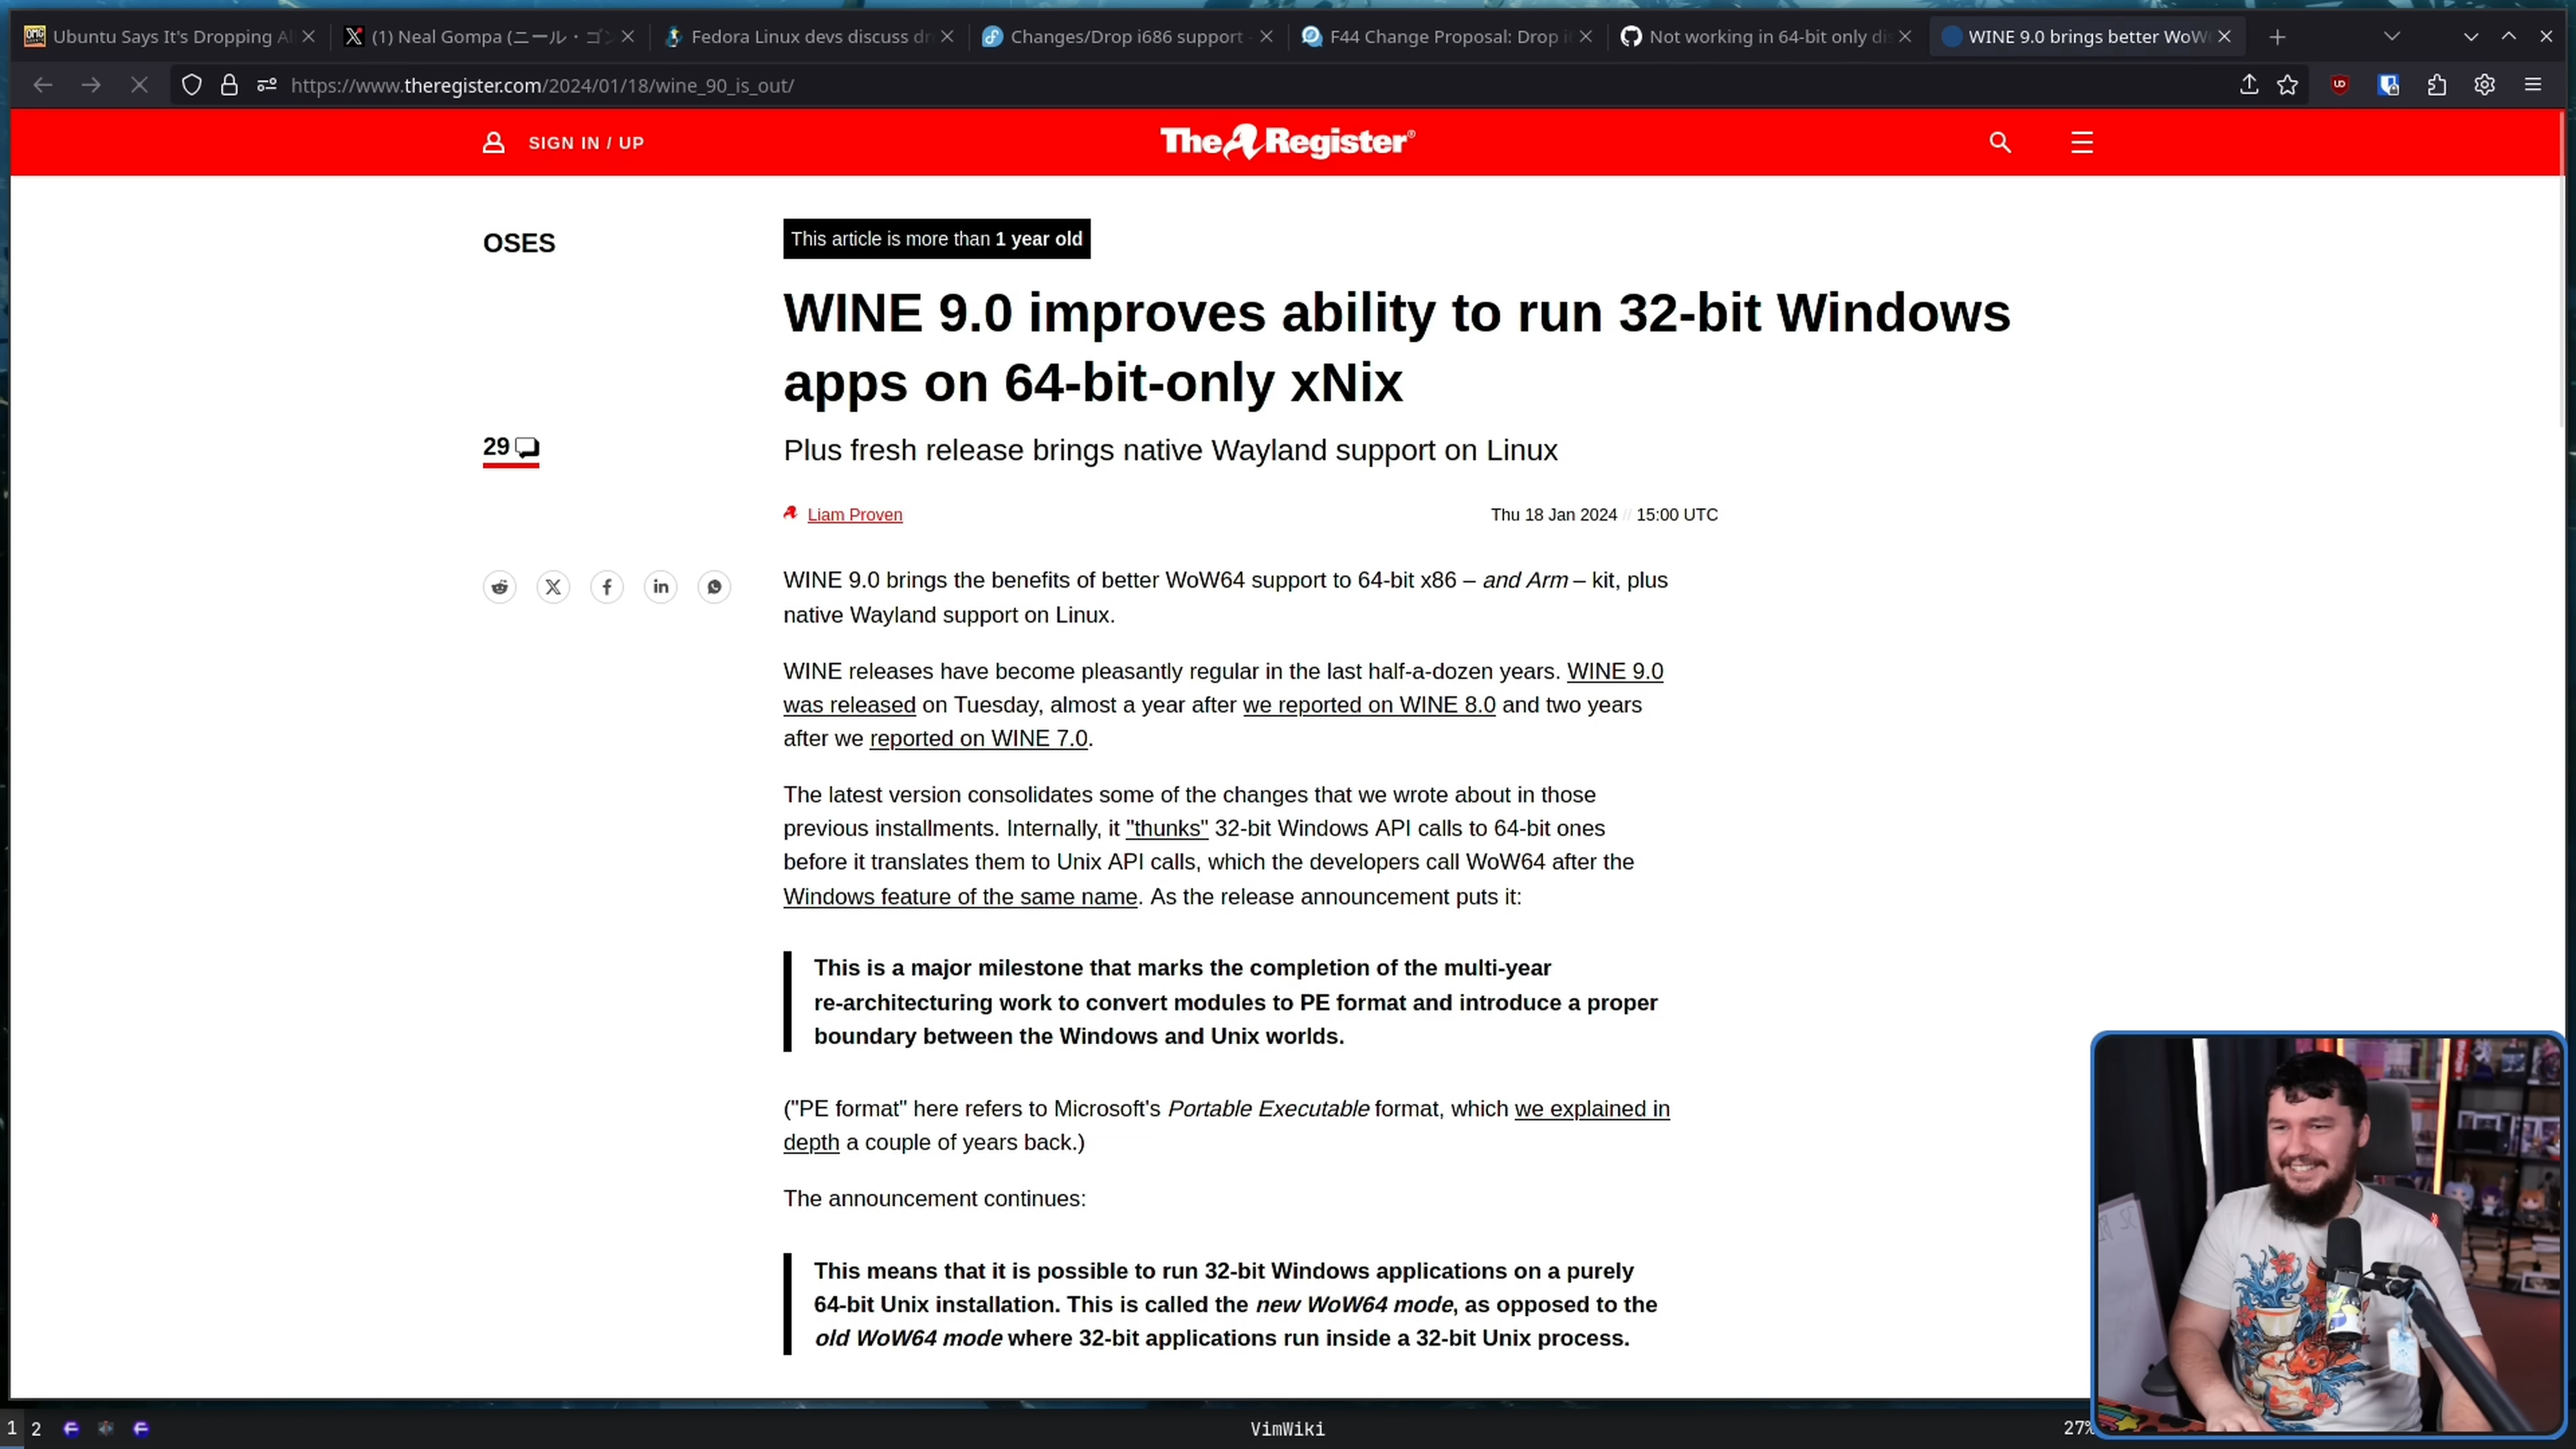 Ubuntu Says It's Dropping Al
(1) Neal Gompa (ニール・ゴン
Fedora Linux devs discuss dr
Changes/Drop i686 support -
F44 Change Proposal: Drop i
Not working in 64-bit only dis
WINE 9.0 brings better WoW
https://www.theregister.com/2024/01/18/wine_90_is_out/
SIGN IN / UP
The Register®
OSES
This article is more than 1 year old
WINE 9.0 improves ability to run 32-bit Windows
apps on 64-bit-only xNix
29
Plus fresh release brings native Wayland support on Linux
Liam Proven
Thu 18 Jan 2024 // 15:00 UTC
WINE 9.0 brings the benefits of better WoW64 support to 64-bit x86 – and Arm – kit, plus
native Wayland support on Linux.
WINE releases have become pleasantly regular in the last half-a-dozen years. WINE 9.0
was released on Tuesday, almost a year after we reported on WINE 8.0 and two years
after we reported on WINE 7.0.
The latest version consolidates some of the changes that we wrote about in those
previous installments. Internally, it "thunks" 32-bit Windows API calls to 64-bit ones
before it translates them to Unix API calls, which the developers call WoW64 after the
Windows feature of the same name. As the release announcement puts it:
This is a major milestone that marks the completion of the multi-year
re-architecturing work to convert modules to PE format and introduce a proper
boundary between the Windows and Unix worlds.
("PE format" here refers to Microsoft's Portable Executable format, which we explained in
depth a couple of years back.)
The announcement continues:
This means that it is possible to run 32-bit Windows applications on a purely
64-bit Unix installation. This is called the new WoW64 mode, as opposed to the
old WoW64 mode where 32-bit applications run inside a 32-bit Unix process.
1 2
VimWiki
27%